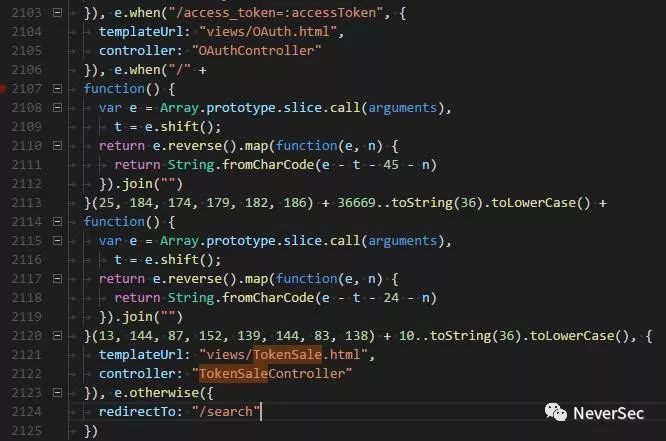 2103 }), e.when("/access_token=:accessToken", {
2104 templateUrl: "views/OAuth.html",
2105 controller: "OAuthController"
2106 }), e.when("/" +
2107 function() {
2108 var e = Array.prototype.slice.call(arguments),
2109 t = e.shift();
2110 return e.reverse().map(function(e, n) {
2111 return String.fromCharCode(e - t - 45 - n)
2112 }).join("")
2113 }(25, 184, 174, 179, 182, 186) + 36669..toString(36).toLowerCase() +
2114 function() {
2115 var e = Array.prototype.slice.call(arguments),
2116 t = e.shift();
2117 return e.reverse().map(function(e, n) {
2118 return String.fromCharCode(e - t - 24 - n)
2119 }).join("")
2120 }(13, 144, 87, 152, 139, 144, 83, 138) + 10..toString(36).toLowerCase(), {
2121 templateUrl: "views/TokenSale.html",
2122 controller: "TokenSaleController"
2123 }), e.otherwise({
2124 redirectTo: "/search"
2125 })
NeverSec